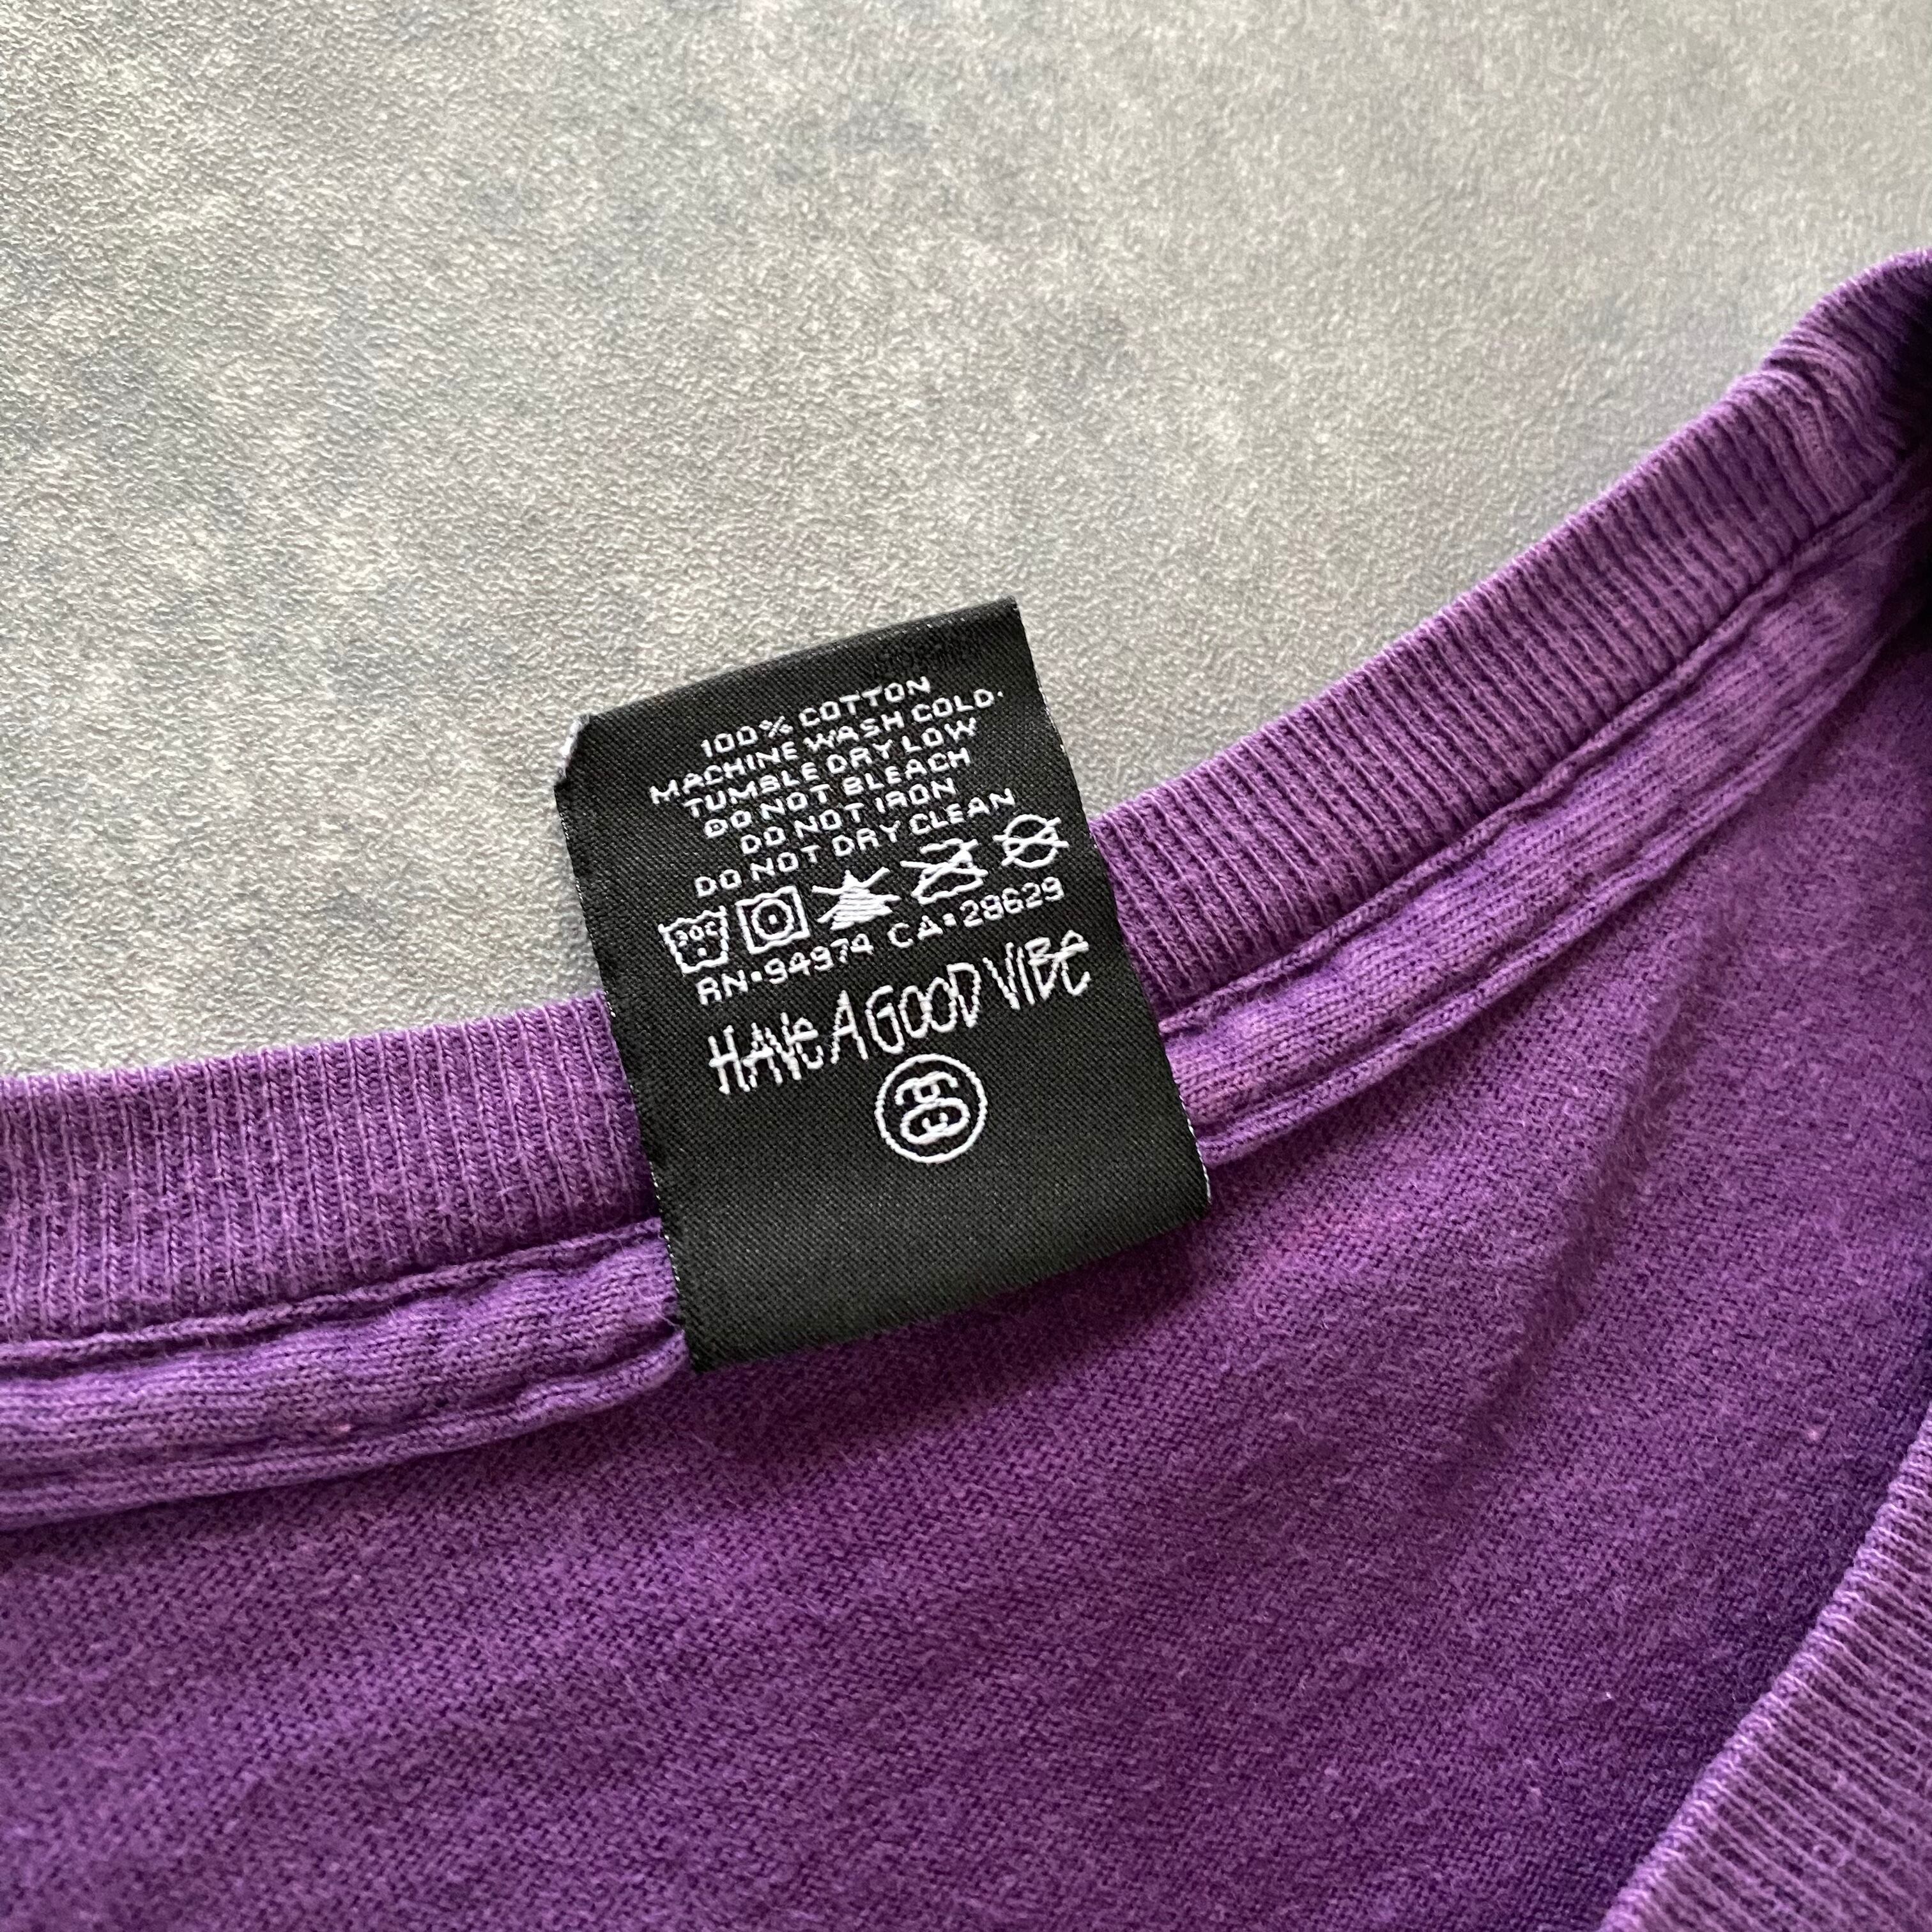 100% COTTON
MACHINE WASH COLD
TUMBLE DRY LOW
DO NOT BLEACH
DO NOT IRON
DO NOT DRY CLEAN
30C
RN•94974 CA•28629
HAVE A GOOD VIBE